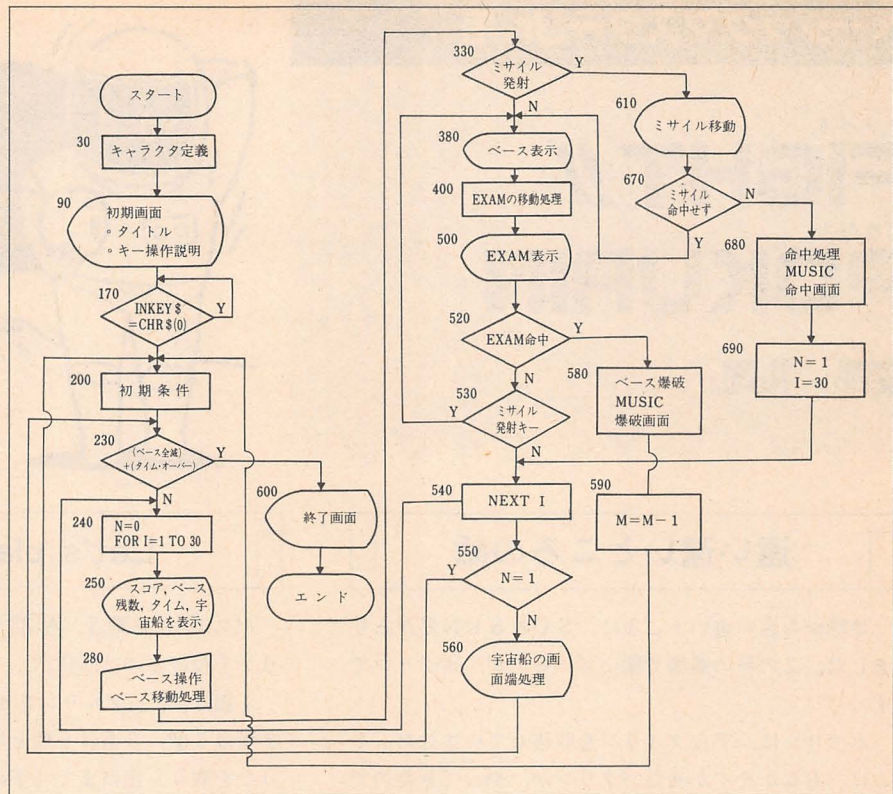 スタート
30
キャラクタ定義
90
初期画面
◦ タイトル
◦ キー操作説明
170
INKEY $
=CHR $(0)
Y
200
初期条件
230
(ベース全滅)
+(タイム・オーバー)
Y
N
240
N=0
FOR I=1 TO 30
250
スコア,ベース
残数,タイム,宇
宙船を表示
280
ベース操作
ベース移動処理
600
終了画面
エンド
330
ミサイル
発射
Y
N
380
ベース表示
400
EXAMの移動処理
500
EXAM表示
520
EXAM命中
Y
N
530
ミサイル
発射キー
Y
N
540
NEXT I
550
N=1
Y
N
560
宇宙船の画
面端処理
580
ベース爆破
MUSIC
爆破画面
590
M=M-1
610
ミサイル移動
670
ミサイル
命中せず
N
Y
680
命中処理
MUSIC
命中画面
690
N=1
I=30